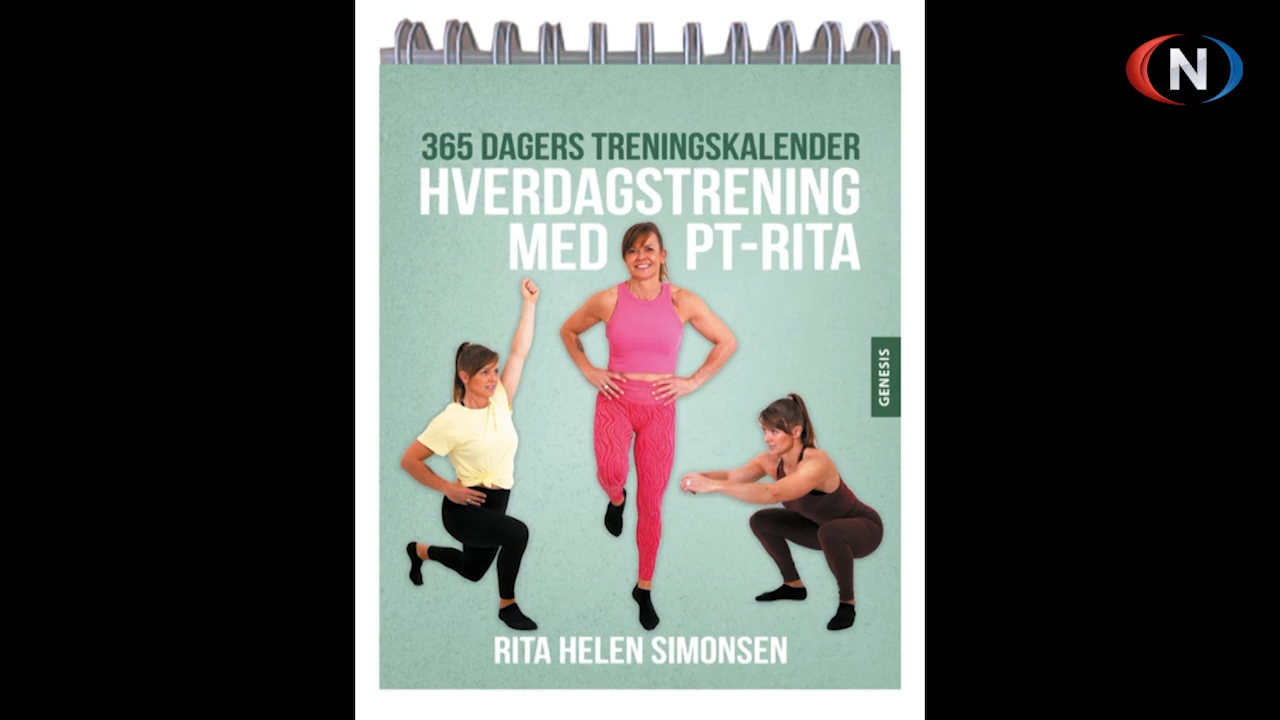 N
365 DAGERS TRENINGSKALENDER
HVERDAGSTRENING
MED PT-RITA
GENESIS
RITA HELEN SIMONSEN